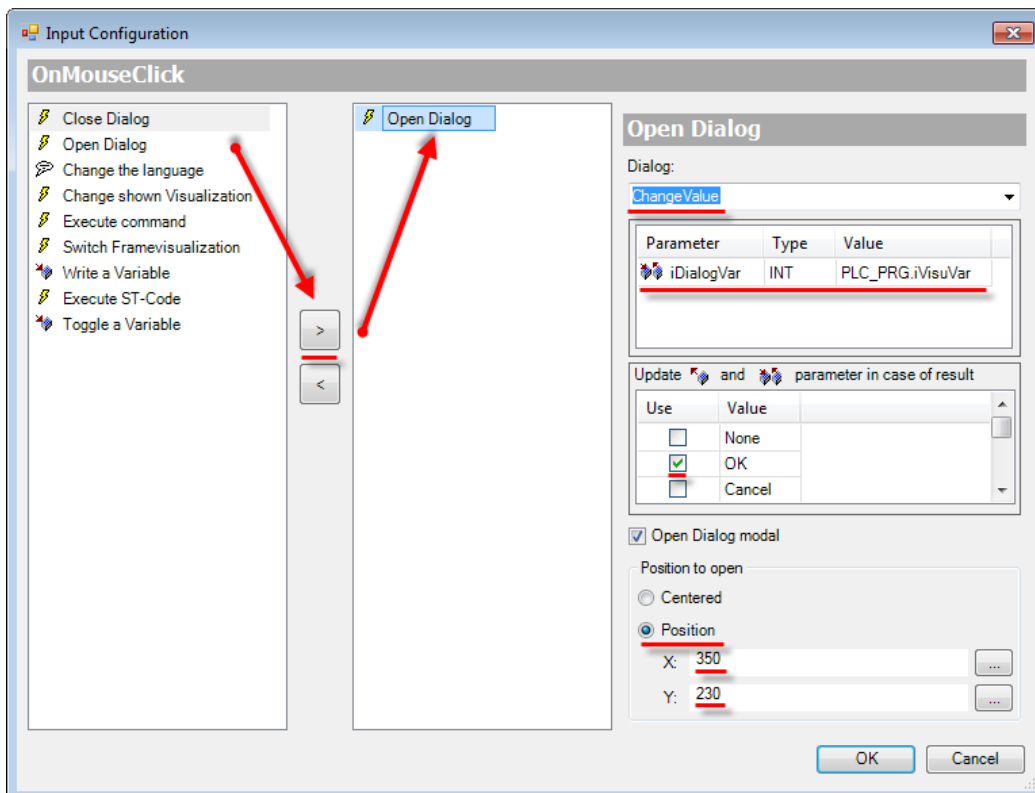 Input Configuration
OnMouseClick
Close Dialog
Open Dialog
Change the language
Change shown Visualization
Execute command
Switch Framevisualization
Write a Variable
Execute ST-Code
Toggle a Variable
>
<
Open Dialog
Open Dialog
Dialog:
ChangeValue
Parameter Type Value
iDialogVar INT PLC_PRG.iVisuVar
Update and parameter in case of result
Use Value
None
OK
Cancel
Open Dialog modal
Position to open
Centered
Position
X: 350 ...
Y: 230 ...
OK Cancel